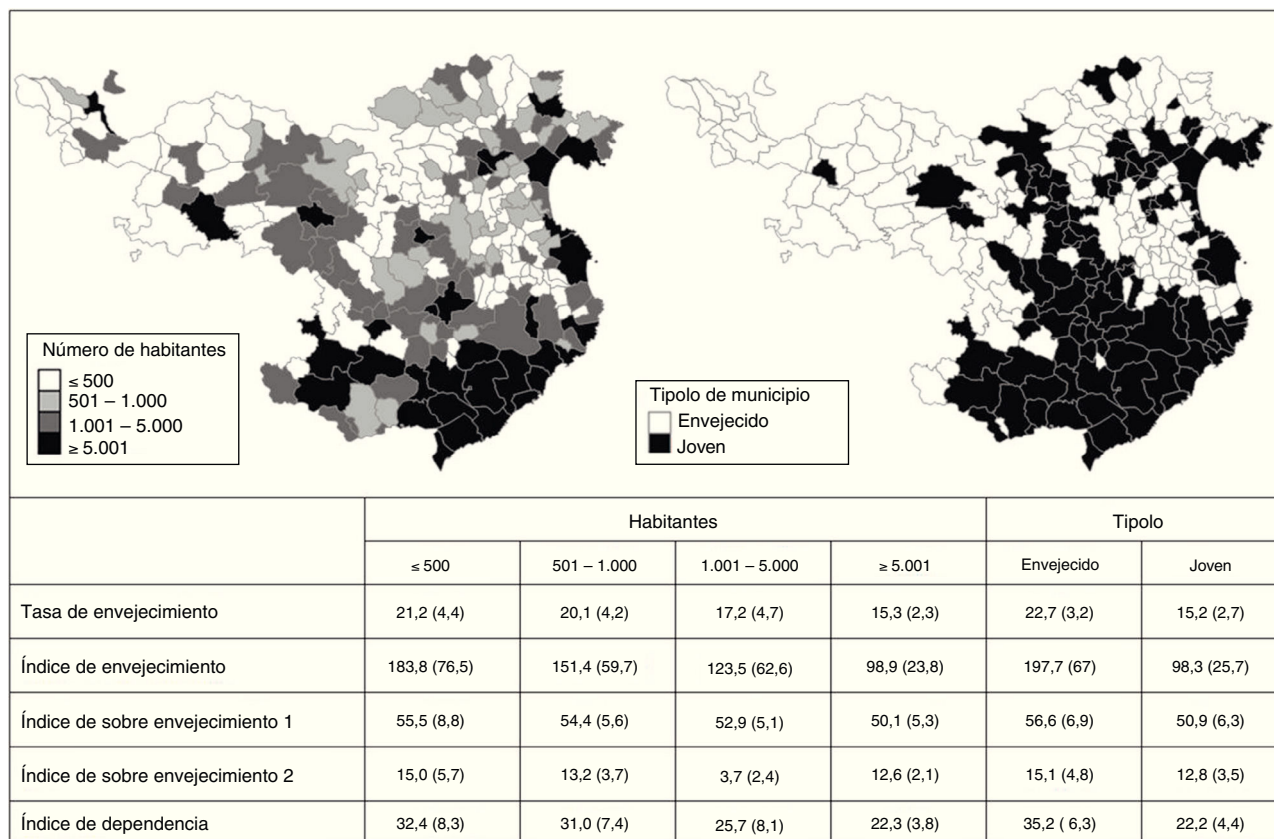 Número de habitantes
≤ 500
501 – 1.000
1.001 – 5.000
≥ 5.001
Tipolo de municipio
Envejecido
Joven
Habitantes Tipolo
≤ 500 501 – 1.000 1.001 – 5.000 ≥ 5.001 Envejecido Joven
Tasa de envejecimiento 21,2 (4,4) 20,1 (4,2) 17,2 (4,7) 15,3 (2,3) 22,7 (3,2) 15,2 (2,7)
Índice de envejecimiento 183,8 (76,5) 151,4 (59,7) 123,5 (62,6) 98,9 (23,8) 197,7 (67) 98,3 (25,7)
Índice de sobre envejecimiento 1 55,5 (8,8) 54,4 (5,6) 52,9 (5,1) 50,1 (5,3) 56,6 (6,9) 50,9 (6,3)
Índice de sobre envejecimiento 2 15,0 (5,7) 13,2 (3,7) 3,7 (2,4) 12,6 (2,1) 15,1 (4,8) 12,8 (3,5)
Índice de dependencia 32,4 (8,3) 31,0 (7,4) 25,7 (8,1) 22,3 (3,8) 35,2 ( 6,3) 22,2 (4,4)